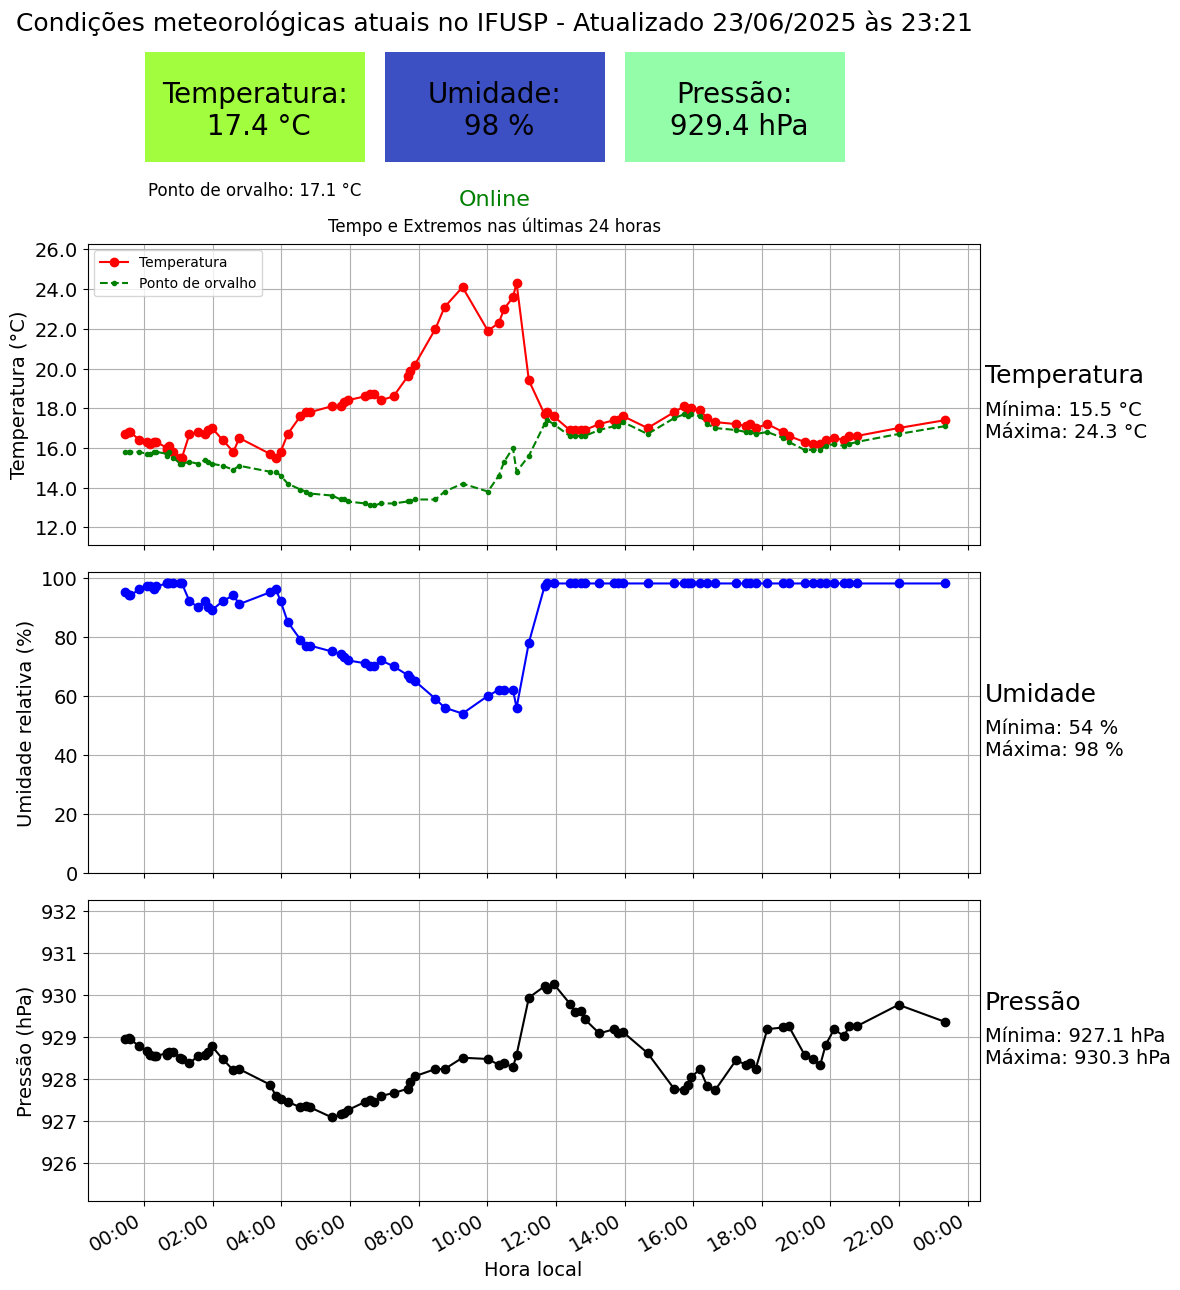 Condições meteorológicas atuais no IFUSP - Atualizado 23/06/2025 às 23:21
Temperatura:
17.4 °C
Umidade:
98 %
Pressão:
929.4 hPa
Ponto de orvalho: 17.1 °C
Online
Tempo e Extremos nas últimas 24 horas
Temperatura (°C)
26.0
24.0
22.0
20.0
18.0
16.0
14.0
12.0
Temperatura
Ponto de orvalho
Temperatura
Mínima: 15.5 °C
Máxima: 24.3 °C
Umidade relativa (%)
100
80
60
40
20
0
Umidade
Mínima: 54 %
Máxima: 98 %
Pressão (hPa)
932
931
930
929
928
927
926
Pressão
Mínima: 927.1 hPa
Máxima: 930.3 hPa
00:00 02:00 04:00 06:00 08:00 10:00 12:00 14:00 16:00 18:00 20:00 22:00 00:00
Hora local